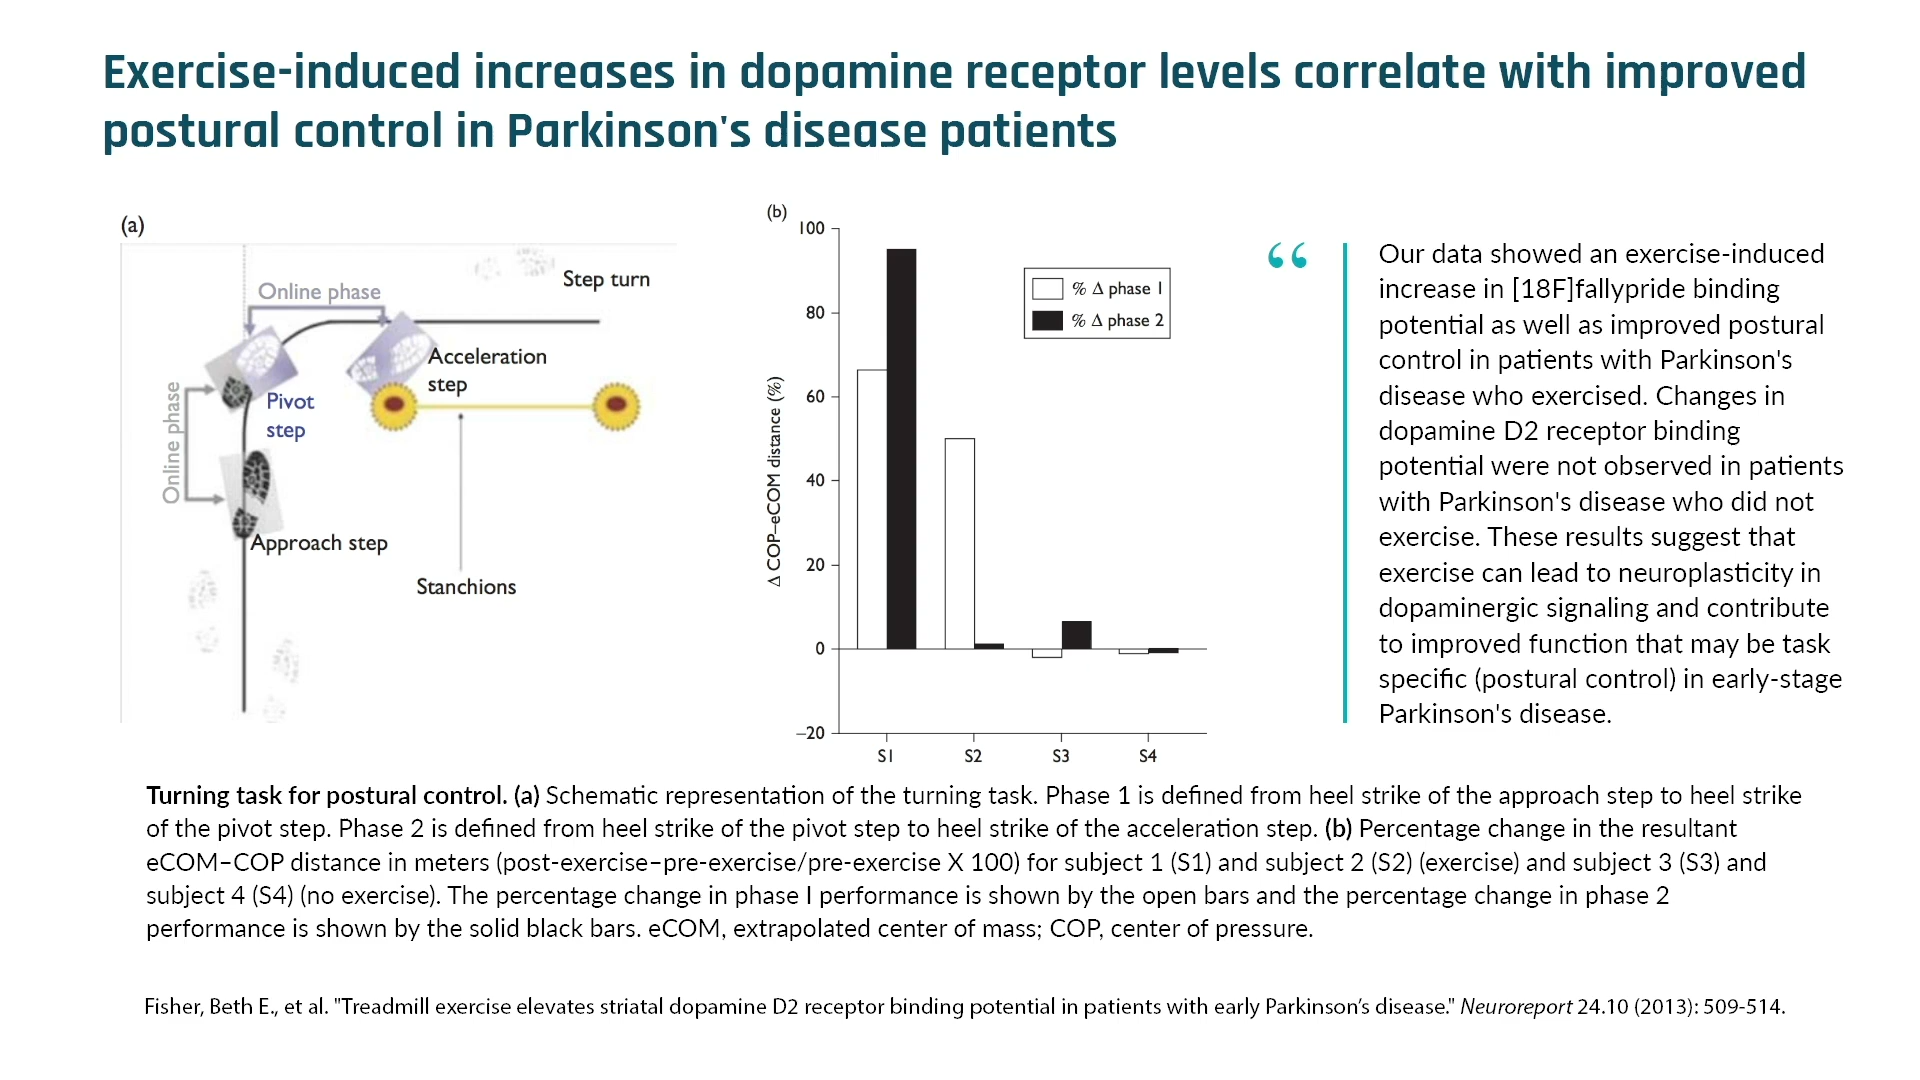 Exercise-induced increases in dopamine receptor levels correlate with improved
postural control in Parkinson's disease patients
(a)
Step turn
Online phase
Acceleration
step
Pivot
step
Online phase
Approach step
Stanchions
(b)
100
80
60
40
20
0
–20
Δ COP–eCOM distance (%)
% Δ phase 1
% Δ phase 2
S1 S2 S3 S4
“
Our data showed an exercise-induced
increase in [18F]fallypride binding
potential as well as improved postural
control in patients with Parkinson's
disease who exercised. Changes in
dopamine D2 receptor binding
potential were not observed in patients
with Parkinson's disease who did not
exercise. These results suggest that
exercise can lead to neuroplasticity in
dopaminergic signaling and contribute
to improved function that may be task
specific (postural control) in early-stage
Parkinson's disease.
Turning task for postural control. (a) Schematic representation of the turning task. Phase 1 is defined from heel strike of the approach step to heel strike
of the pivot step. Phase 2 is defined from heel strike of the pivot step to heel strike of the acceleration step. (b) Percentage change in the resultant
eCOM–COP distance in meters (post-exercise–pre-exercise/pre-exercise X 100) for subject 1 (S1) and subject 2 (S2) (exercise) and subject 3 (S3) and
subject 4 (S4) (no exercise). The percentage change in phase I performance is shown by the open bars and the percentage change in phase 2
performance is shown by the solid black bars. eCOM, extrapolated center of mass; COP, center of pressure.
Fisher, Beth E., et al. "Treadmill exercise elevates striatal dopamine D2 receptor binding potential in patients with early Parkinson’s disease." Neuroreport 24.10 (2013): 509-514.